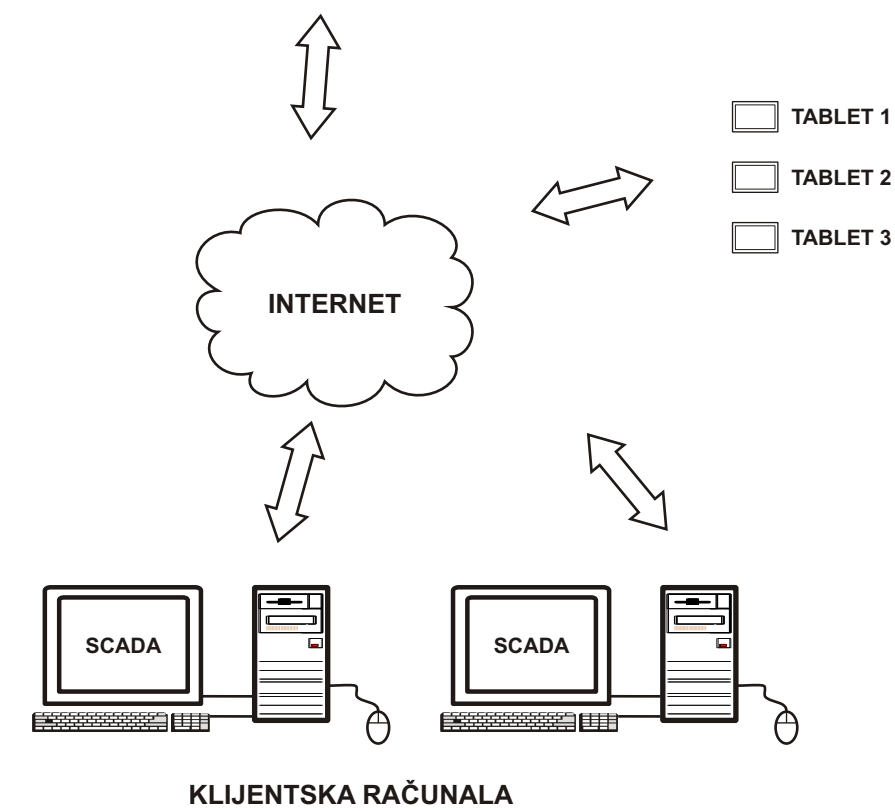 TABLET 1
TABLET 2
TABLET 3
INTERNET
SCADA
SCADA
KLIJENTSKA RAČUNALA